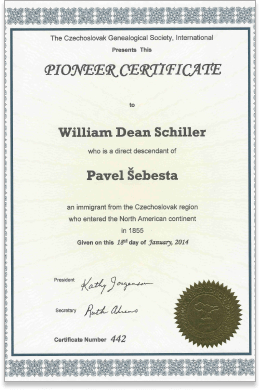 The Czechoslovak Genealogical Society, International
Presents This
PIONEER CERTIFICATE
to
William Dean Schiller
who is a direct descendant of
Pavel Šebesta
an immigrant from the Czechoslovak region
who entered the North American continent
in 1855
Given on this 18th day of January, 2014
President Kathy Jorgenson
Secretary Ruth Ahrens
Certificate Number 442